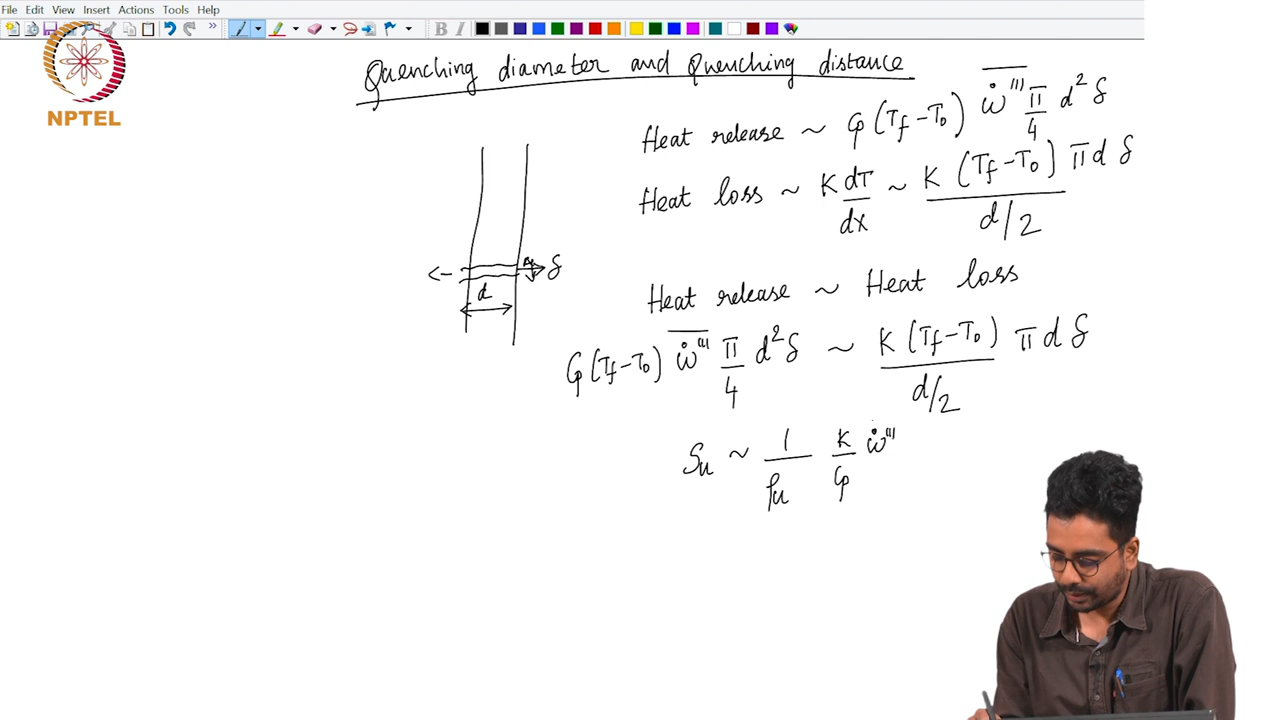 File Edit View Insert Actions Tools Help
B I
NPTEL
Quenching diameter and Quenching distance
Heat release ~ Cp (Tf – T0) \overline{ẇ'''} π/4 d² δ
Heat loss ~ K dT/dx ~ K (Tf – T0)/(d/2) π d δ
δ
d
Heat release ~ Heat loss
Cp (Tf – T0) \overline{ẇ'''} π/4 d² δ ~ K (Tf – T0)/(d/2) π d δ
Su ~ 1/ρu K/Cp ẇ'''